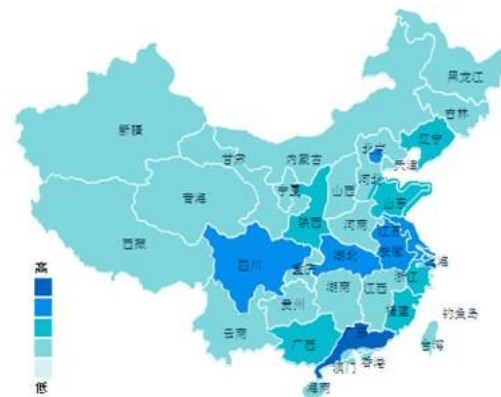 黑龙江
吉林
辽宁
新疆
甘肃
内蒙古
北京
天津
河北
山西
宁夏
青海
山东
陕西
河南
西藏
江苏
安徽
四川
湖北
上海
重庆
浙江
高
湖南
江西
贵州
福建
钓鱼岛
云南
台湾
广西
广
香港
澳门
低
海南